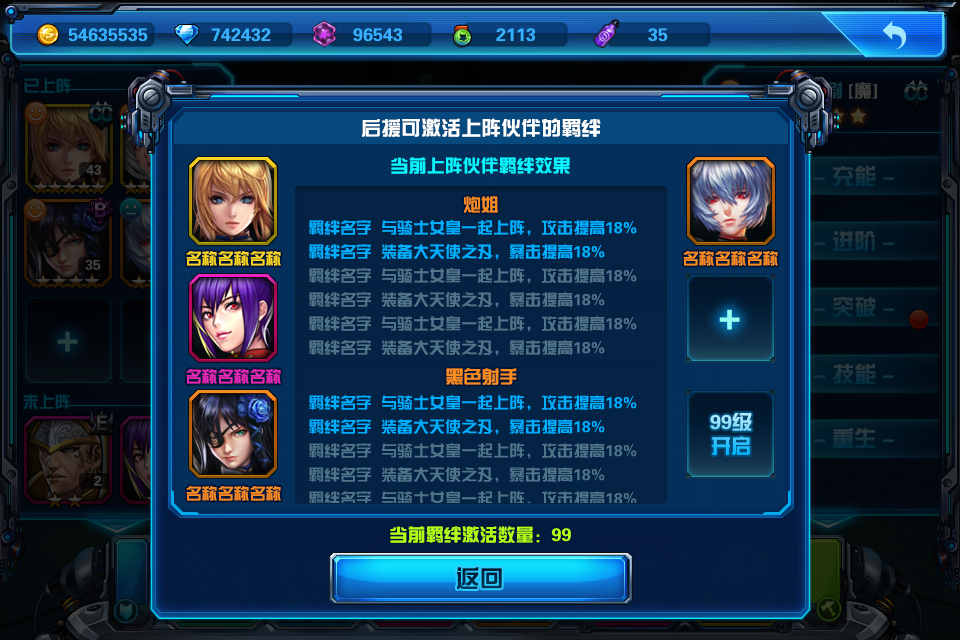 54635535
742432
96543
2113
35
已上阵
[魔]
43
35
充能
进阶
突破
技能
重生
未上阵
E
2
后援可激活上阵伙伴的羁绊
当前上阵伙伴羁绊效果
名称名称名称
名称名称名称
名称名称名称
炮姐
羁绊名字 与骑士女皇一起上阵，攻击提高18%
羁绊名字 装备大天使之刃，暴击提高18%
羁绊名字 与骑士女皇一起上阵，攻击提高18%
羁绊名字 装备大天使之刃，暴击提高18%
羁绊名字 与骑士女皇一起上阵，攻击提高18%
羁绊名字 装备大天使之刃，暴击提高18%
黑色射手
羁绊名字 与骑士女皇一起上阵，攻击提高18%
羁绊名字 装备大天使之刃，暴击提高18%
羁绊名字 与骑士女皇一起上阵，攻击提高18%
羁绊名字 装备大天使之刃，暴击提高18%
羁绊名字 与骑士女皇一起上阵，攻击提高18%
名称名称名称
99级
开启
当前羁绊激活数量：99
返回